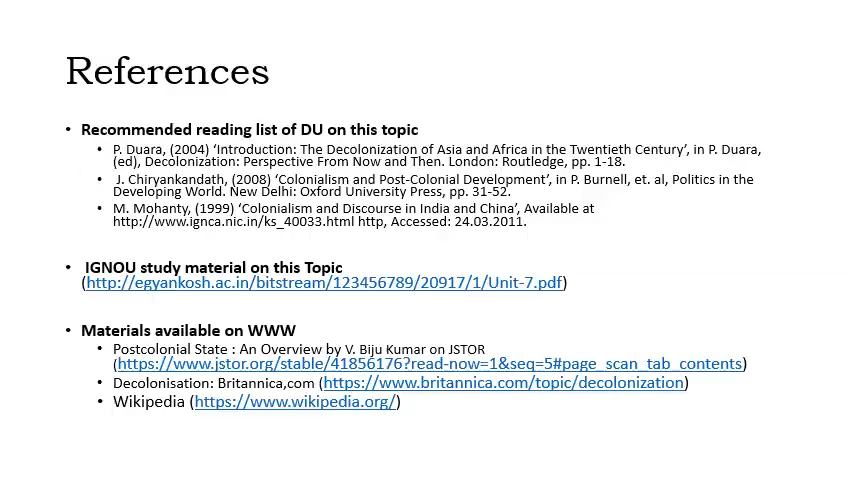 References
• Recommended reading list of DU on this topic
• P. Duara, (2004) ‘Introduction: The Decolonization of Asia and Africa in the Twentieth Century’, in P. Duara,
(ed), Decolonization: Perspective From Now and Then. London: Routledge, pp. 1-18.
• J. Chiryankandath, (2008) ‘Colonialism and Post-Colonial Development’, in P. Burnell, et. al, Politics in the
Developing World. New Delhi: Oxford University Press, pp. 31-52.
• M. Mohanty, (1999) ‘Colonialism and Discourse in India and China’, Available at
http://www.ignca.nic.in/ks_40033.html http, Accessed: 24.03.2011.
• IGNOU study material on this Topic
(http://egyankosh.ac.in/bitstream/123456789/20917/1/Unit-7.pdf)
• Materials available on WWW
• Postcolonial State : An Overview by V. Biju Kumar on JSTOR
(https://www.jstor.org/stable/41856176?read-now=1&seq=5#page_scan_tab_contents)
• Decolonisation: Britannica,com (https://www.britannica.com/topic/decolonization)
• Wikipedia (https://www.wikipedia.org/)